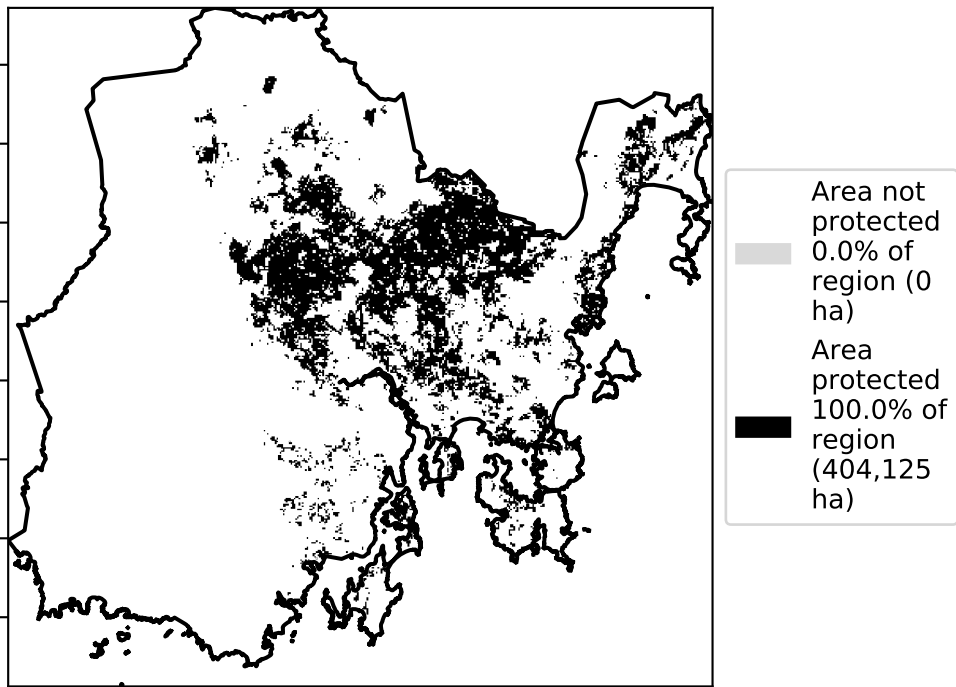 Area not
protected
0.0% of
region (0
ha)
Area
protected
100.0% of
region
(404,125
ha)